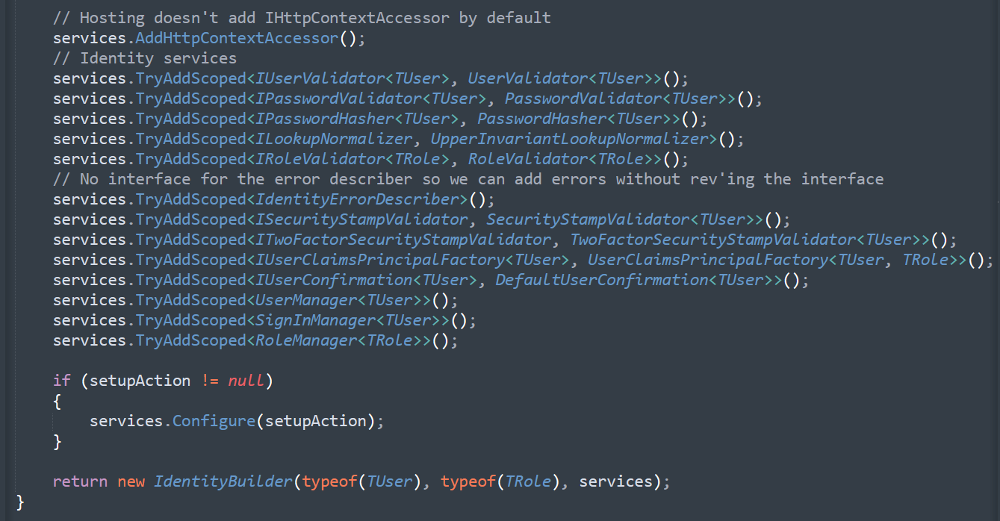 // Hosting doesn't add IHttpContextAccessor by default
services.AddHttpContextAccessor();
// Identity services
services.TryAddScoped<IUserValidator<TUser>, UserValidator<TUser>>();
services.TryAddScoped<IPasswordValidator<TUser>, PasswordValidator<TUser>>();
services.TryAddScoped<IPasswordHasher<TUser>, PasswordHasher<TUser>>();
services.TryAddScoped<ILookupNormalizer, UpperInvariantLookupNormalizer>();
services.TryAddScoped<IRoleValidator<TRole>, RoleValidator<TRole>>();
// No interface for the error describer so we can add errors without rev'ing the interface
services.TryAddScoped<IdentityErrorDescriber>();
services.TryAddScoped<ISecurityStampValidator, SecurityStampValidator<TUser>>();
services.TryAddScoped<ITwoFactorSecurityStampValidator, TwoFactorSecurityStampValidator<TUser>>();
services.TryAddScoped<IUserClaimsPrincipalFactory<TUser>, UserClaimsPrincipalFactory<TUser, TRole>>();
services.TryAddScoped<IUserConfirmation<TUser>, DefaultUserConfirmation<TUser>>();
services.TryAddScoped<UserManager<TUser>>();
services.TryAddScoped<SignInManager<TUser>>();
services.TryAddScoped<RoleManager<TRole>>();
if (setupAction != null)
{
services.Configure(setupAction);
}
return new IdentityBuilder(typeof(TUser), typeof(TRole), services);
}